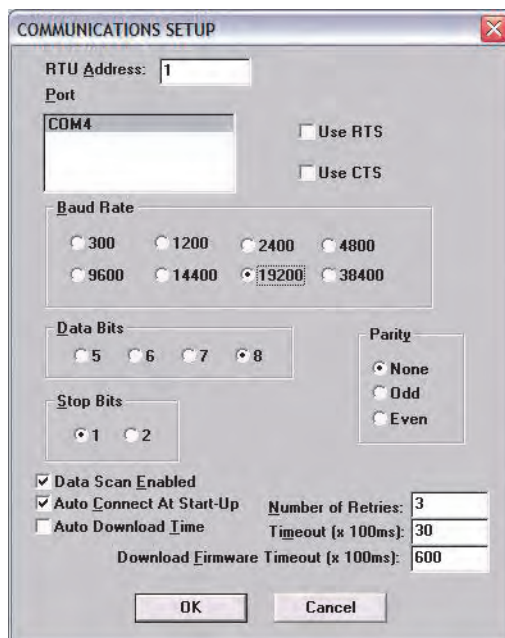 COMMUNICATIONS SETUP
RTU Address: 1
Port
COM4
Use RTS
Use CTS
Baud Rate
300 1200 2400 4800
9600 14400 19200 38400
Data Bits
5 6 7 8
Parity
None
Odd
Even
Stop Bits
1 2
Data Scan Enabled
Auto Connect At Start-Up
Auto Download Time
Number of Retries: 3
Timeout (x 100ms): 30
Download Firmware Timeout (x 100ms): 600
OK Cancel